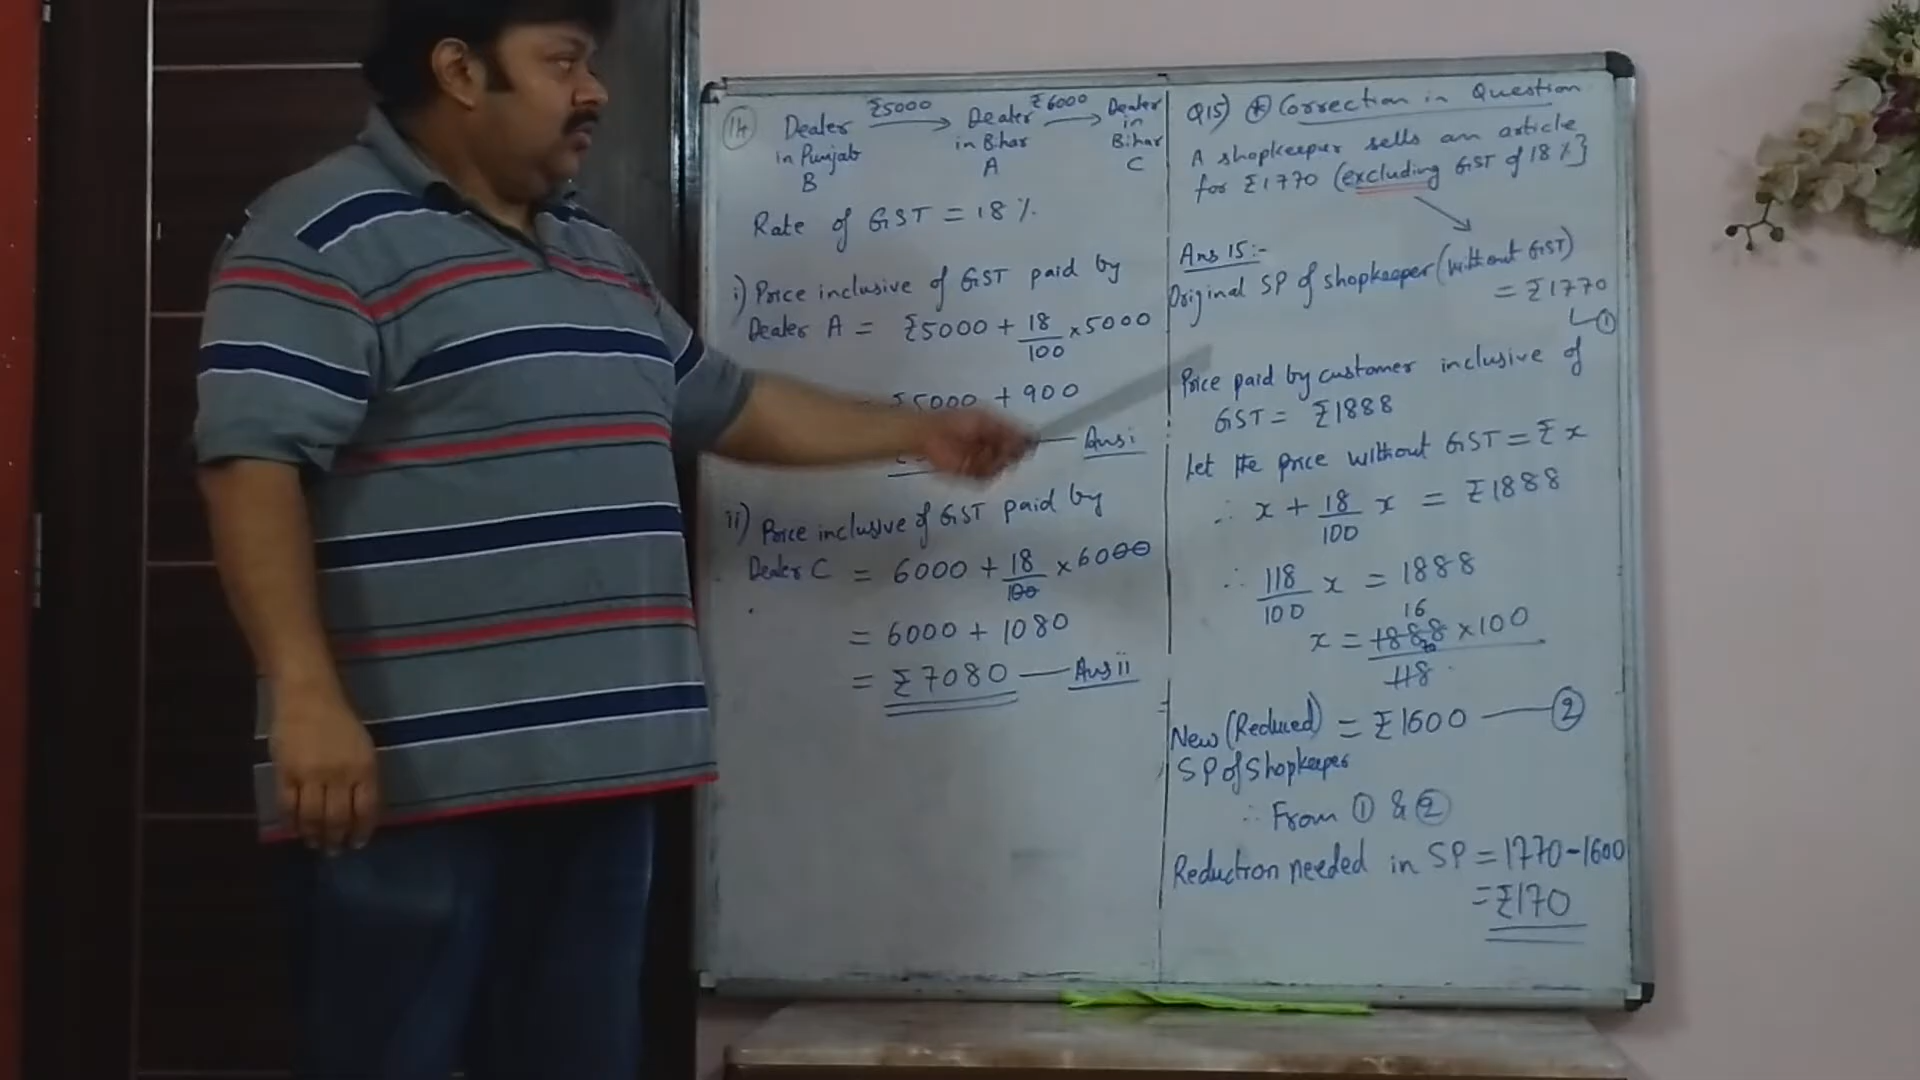 14
Dealer ₹5000 Dealer ₹6000 Dealer
in Punjab in Bihar in Bihar
B A C
Rate of GST = 18 %.
i) Price inclusive of GST paid by
Dealer A = ₹5000 + 18/100 × 5000
= ₹5000 + 900
Ans i
ii) Price inclusive of GST paid by
Dealer C = 6000 + 18/100 × 6000
= 6000 + 1080
= ₹7080 — Ans ii
Q15) * Correction in Question
A shopkeeper sells an article
for ₹1770 (excluding GST of 18 %}
Ans 15:-
Original SP of shopkeeper (without GST)
= ₹1770
①
Price paid by customer inclusive of
GST = ₹1888
Let the price without GST = ₹ x
∴ x + 18/100 x = ₹1888
∴ 118/100 x = 1888
16
x = 1888 × 100
118
New (Reduced) = ₹1600 — ②
SP of Shopkeeper
∴ From ① & ②
Reduction needed in SP = 1770 - 1600
= ₹170